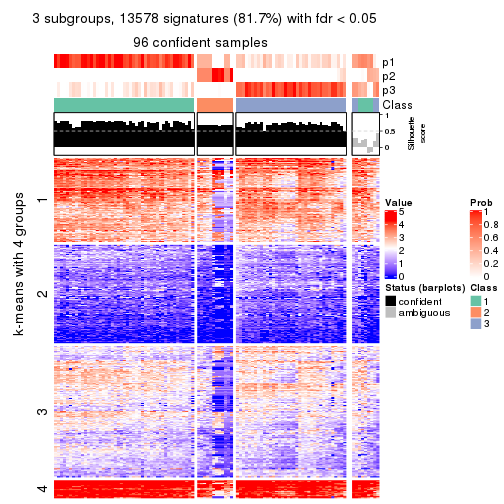 3 subgroups, 13578 signatures (81.7%) with fdr < 0.05
96 confident samples
p1
p2
p3
Class
1
0.5
0
Silhouette
score
k-means with 4 groups
1
2
3
4
Value
5
4
3
2
1
0
Prob
1
0.8
0.6
0.4
0.2
0
Status (barplots)
confident
ambiguous
Class
1
2
3